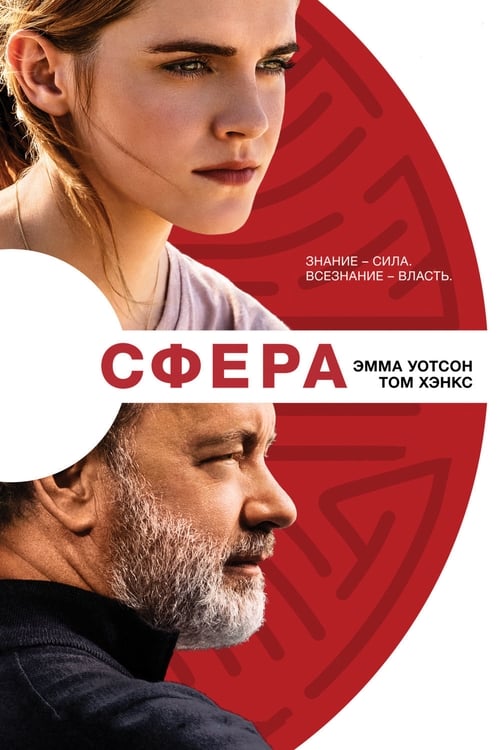 ЗНАНИЕ – СИЛА.
ВСЕЗНАНИЕ – ВЛАСТЬ.
СФЕРА
ЭММА УОТСОН
ТОМ ХЭНКС